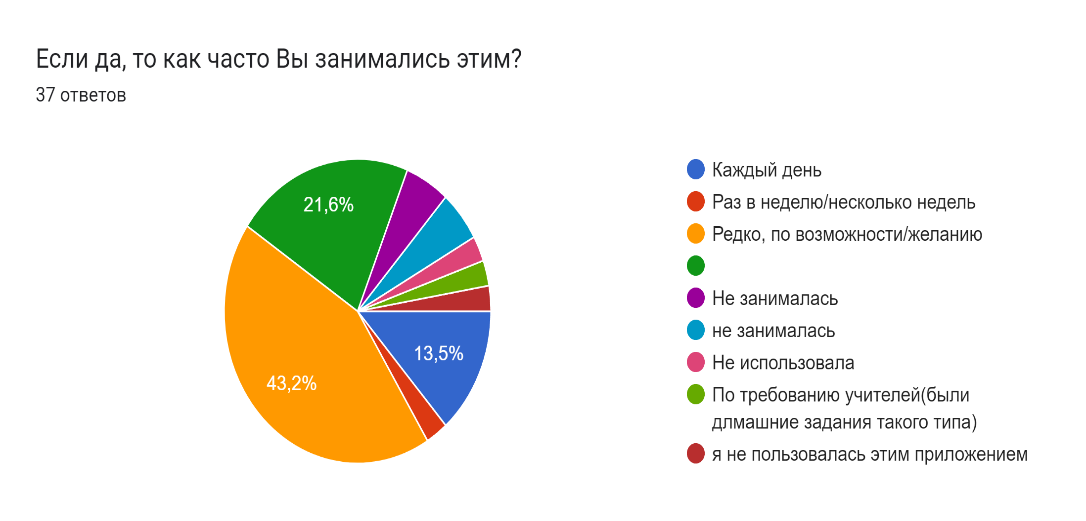 Если да, то как часто Вы занимались этим?
37 ответов
21,6%
13,5%
43,2%
Каждый день
Раз в неделю/несколько недель
Редко, по возможности/желанию
Не занималась
не занималась
Не использовала
По требованию учителей(были
длмашние задания такого типа)
я не пользовалась этим приложением